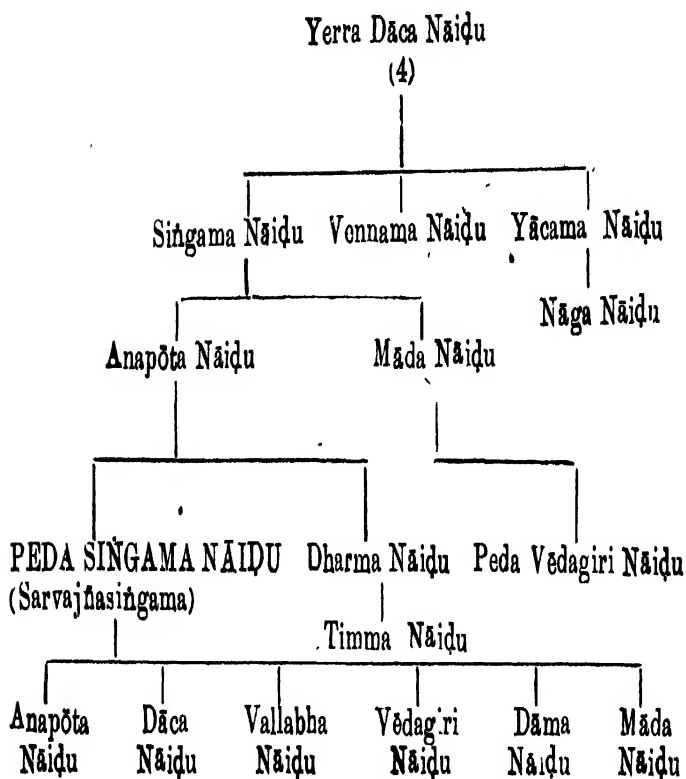 Yerra Dāca Nāiḍu
(4)
Siṅgama Nāiḍu Vonnama Nāiḍu Yācama Nāiḍu
Nāga Nāiḍu
Anapōta Nāiḍu Māda Nāiḍu
PEDA SIṄGAMA NĀIḌU Dharma Nāiḍu Peda Vēdagiri Nāiḍu
(Sarvajñasiṅgama)
Timma Nāiḍu
Anapōta Dāca Vallabha Vēdagiri Dāma Māda
Nāiḍu Nāiḍu Nāiḍu Nāiḍu Nāiḍu Nāiḍu